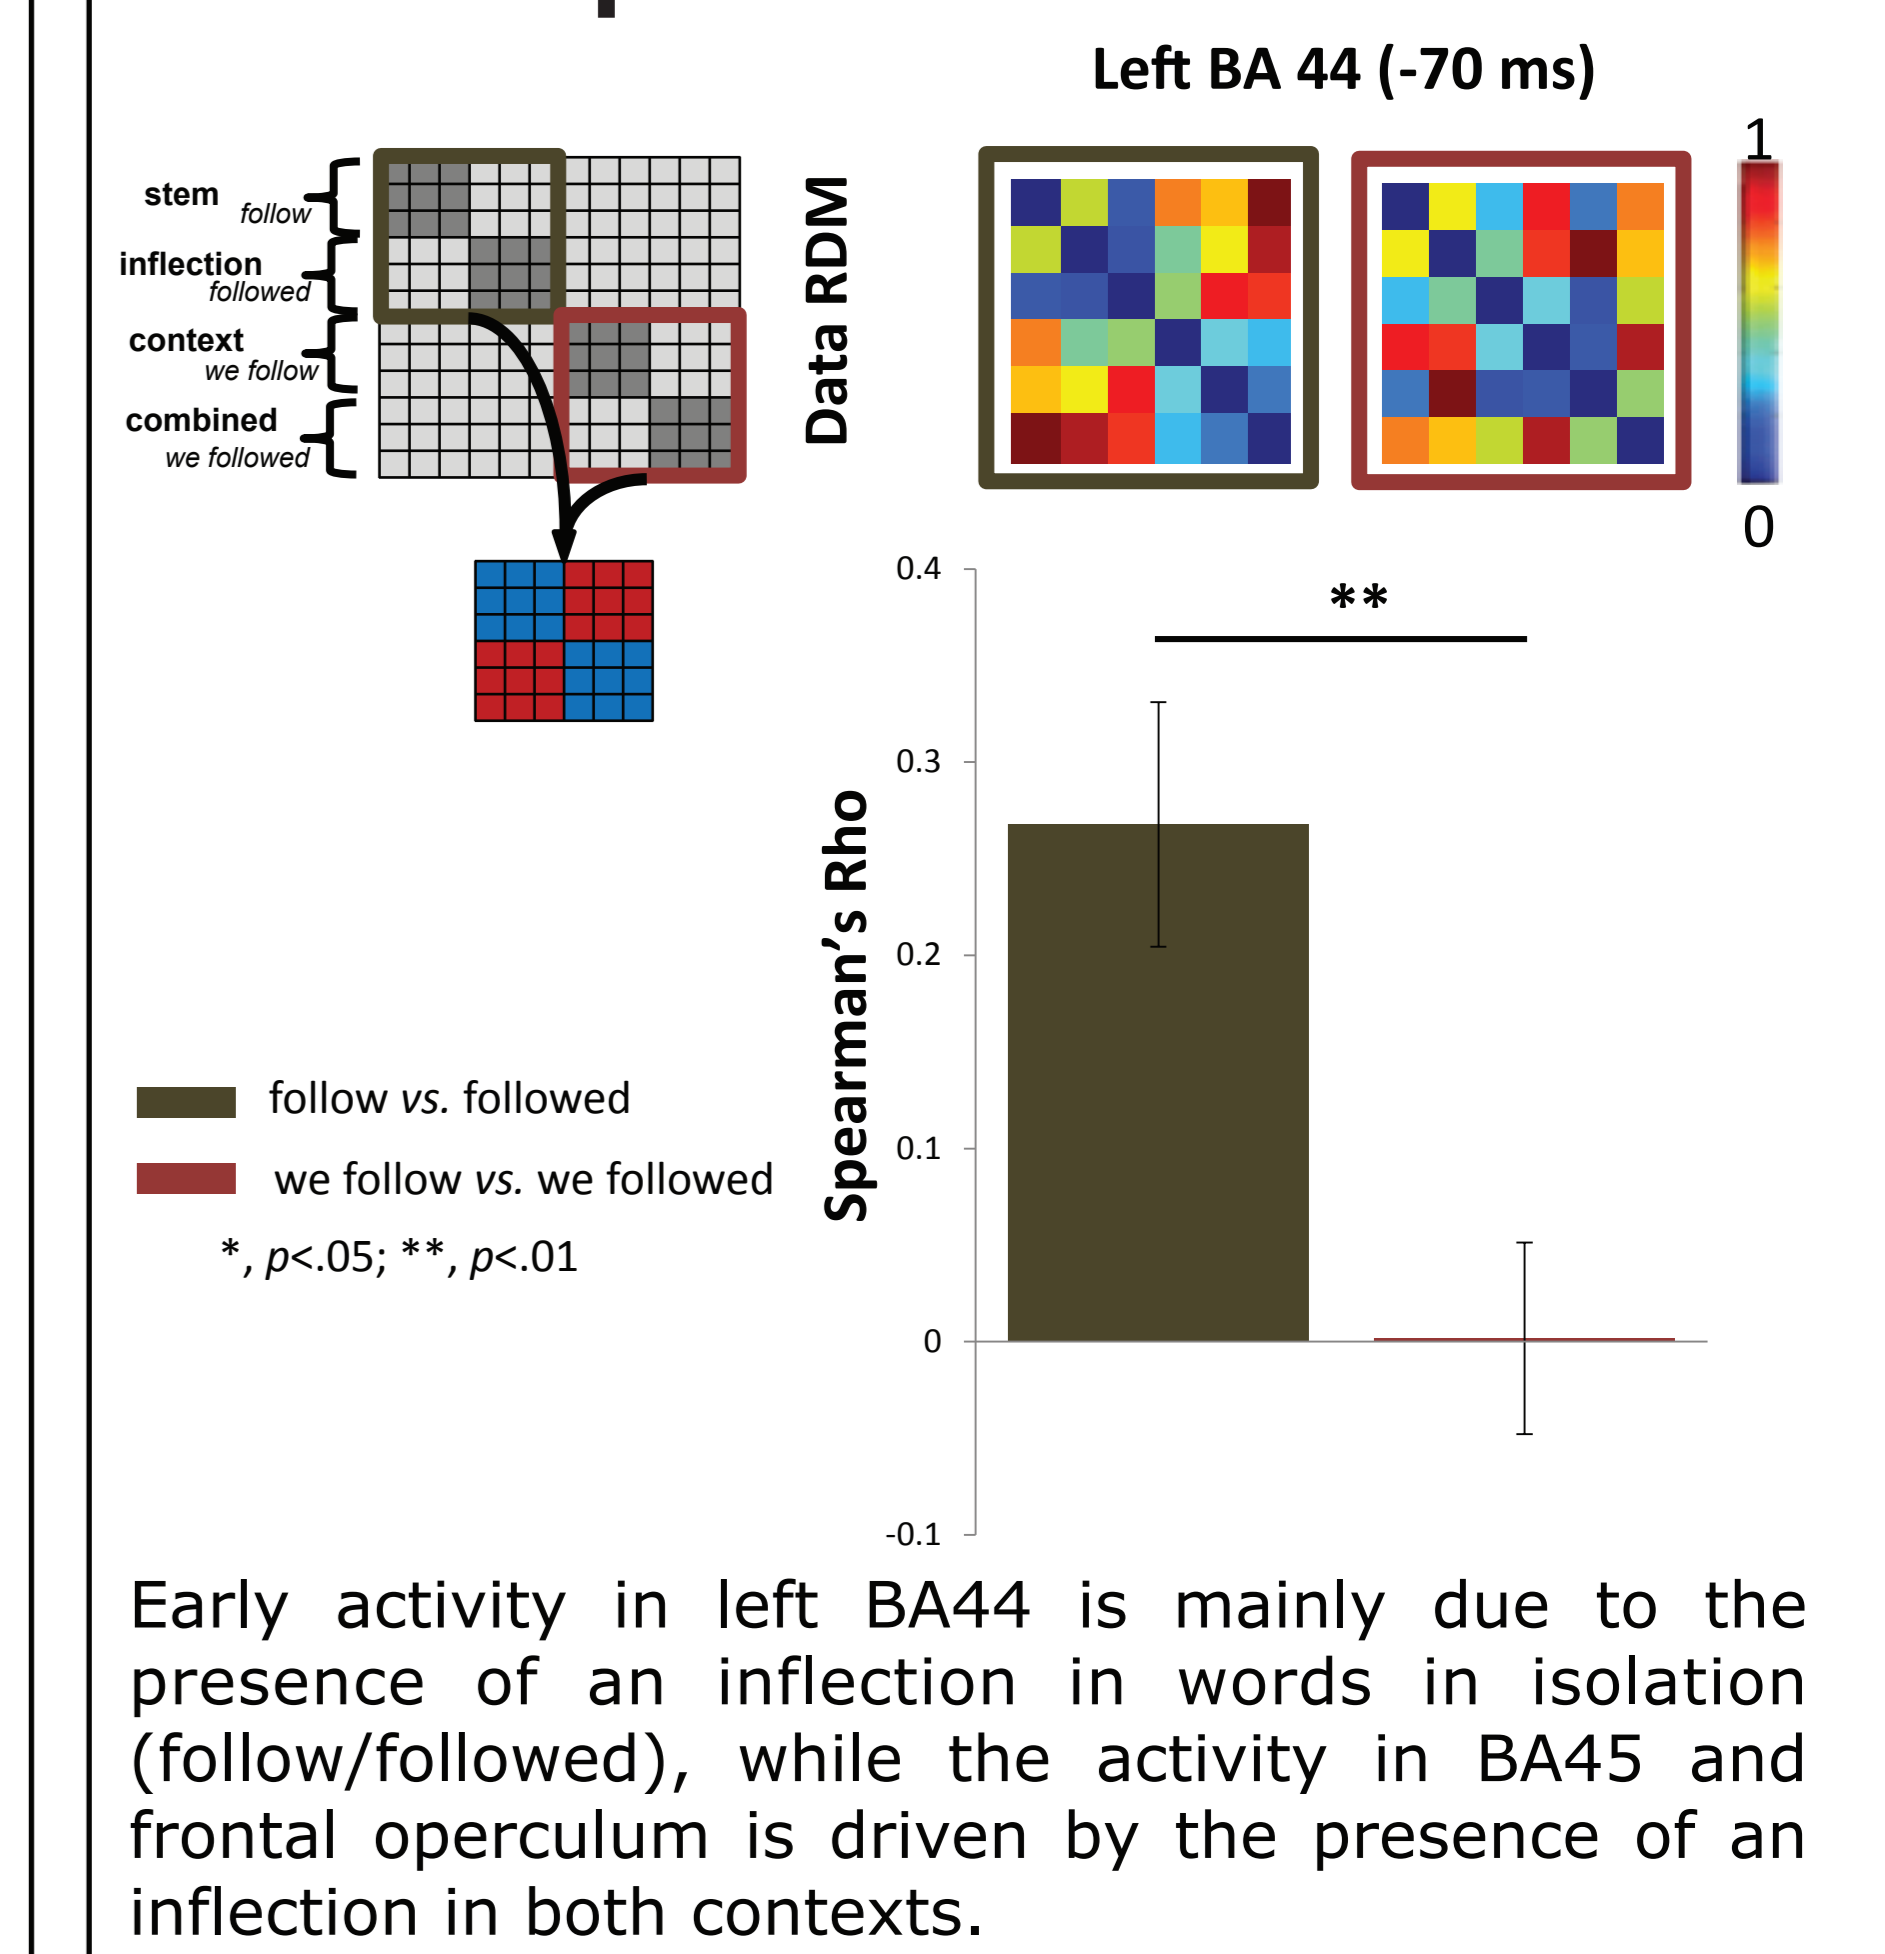 Left BA 44 (-70 ms)
stem
follow
inflection
followed
context
we follow
combined
we followed
Data RDM
1
0
0.4
0.3
0.2
0.1
0
-0.1
**
Spearman's Rho
follow vs. followed
we follow vs. we followed
*, p<.05; **, p<.01
Early activity in left BA44 is mainly due to the
presence of an inflection in words in isolation
(follow/followed), while the activity in BA45 and
frontal operculum is driven by the presence of an
inflection in both contexts.